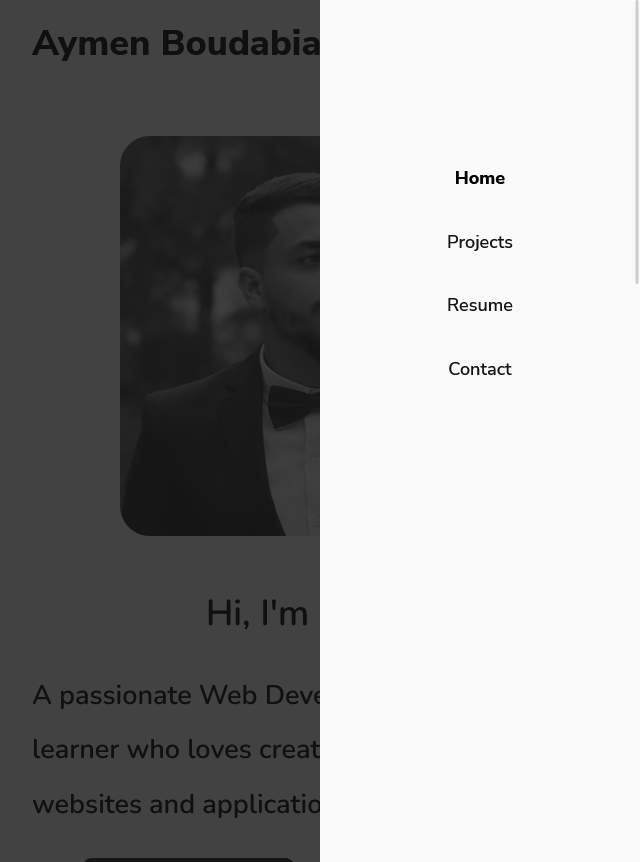 Aymen Boudabia
Home
Projects
Resume
Contact
Hi, I'm
A passionate Web Deve
learner who loves creat
websites and applicatio